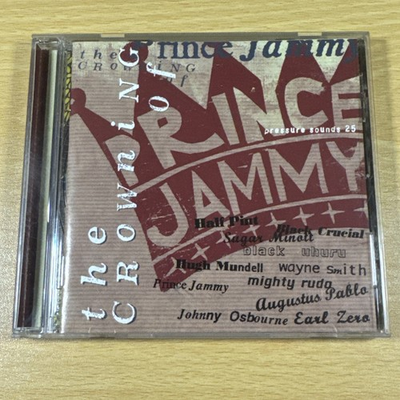 the Prince Jammy
CROWNING
of
the
CROWNING
of
PRINCE
JAMMY
pressure sounds 25
Half Pint
Black Crucial
Sugar Minott
black uhuru
Hugh Mundell
wayne Smith
Prince Jammy
mighty rudo
Augustus Pablo
Johnny Osbourne
Earl Zero